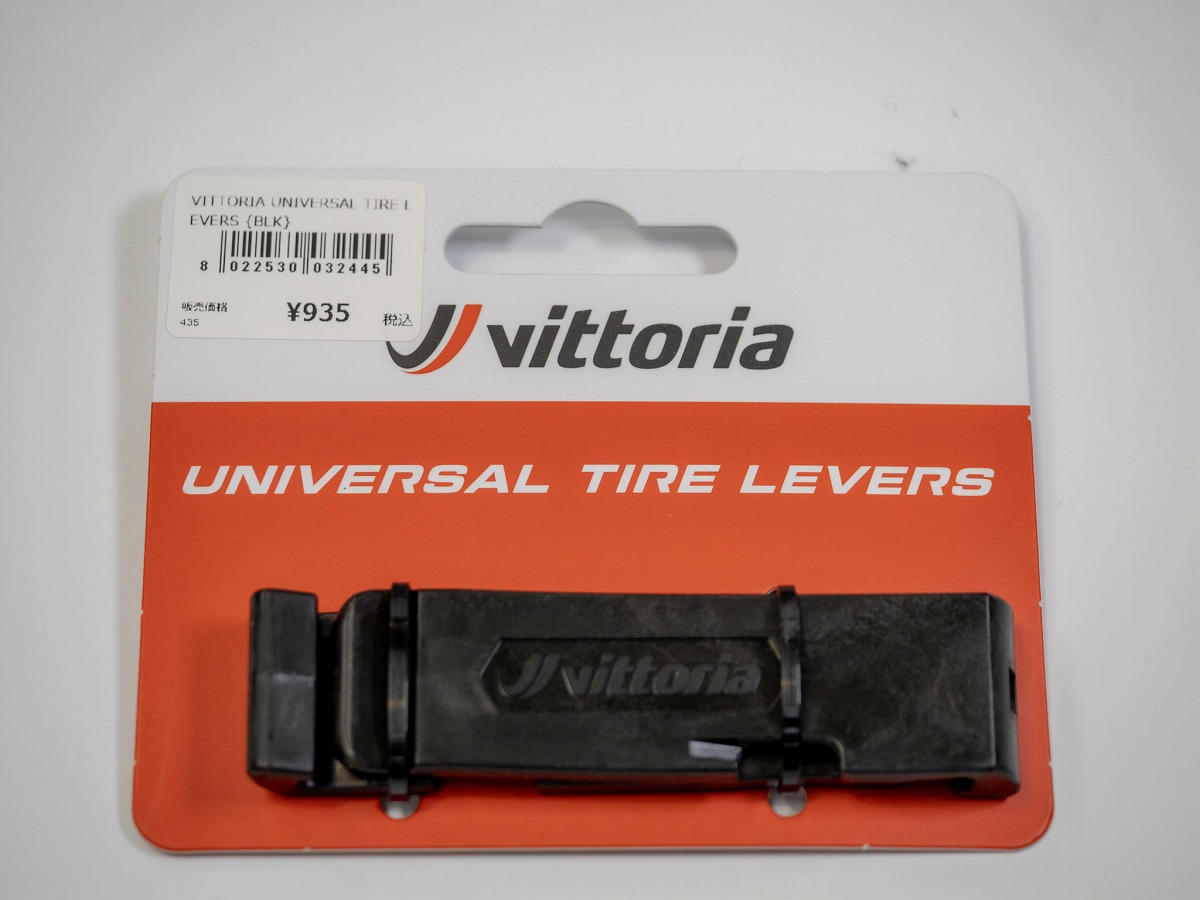 VITTORIA UNIVERSAL TIRE L
EVERS {BLK}
8 022530 032445
販売価格
435
¥935 税込
vittoria
UNIVERSAL TIRE LEVERS
vittoria